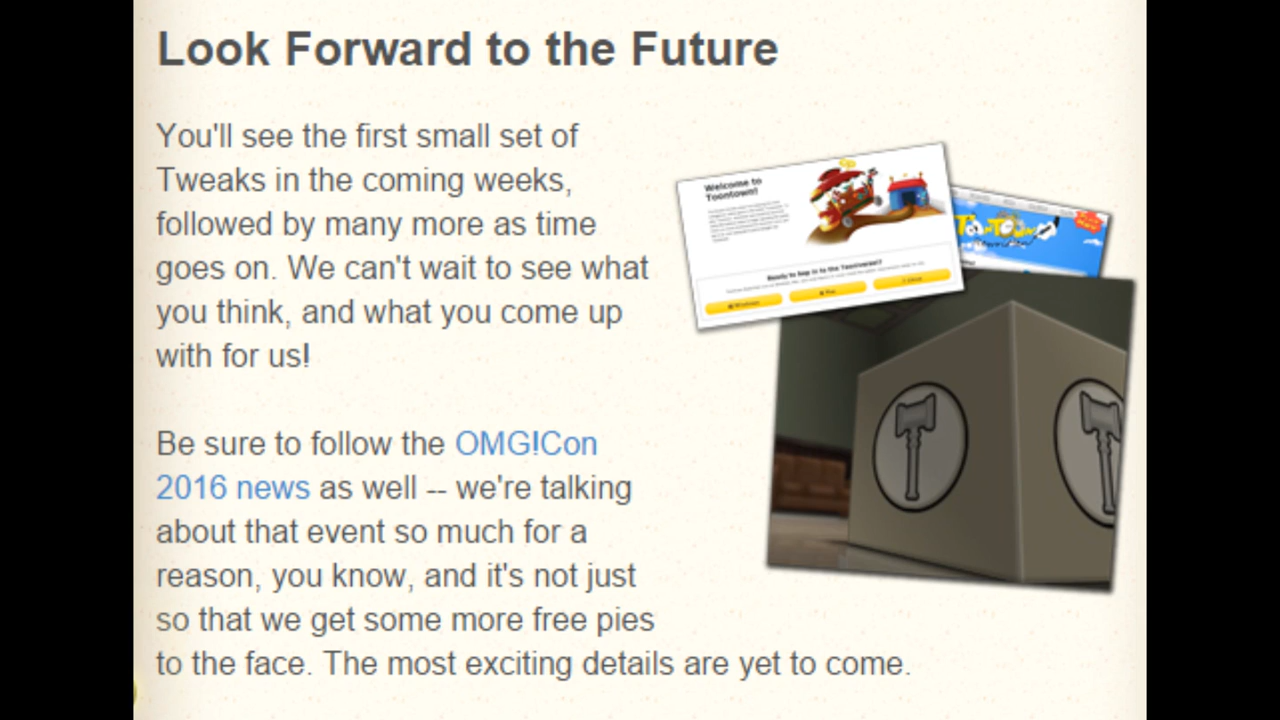 Look Forward to the Future
You'll see the first small set of
Tweaks in the coming weeks,
followed by many more as time
goes on. We can't wait to see what
you think, and what you come up
with for us!
Be sure to follow the OMG!Con
2016 news as well -- we're talking
about that event so much for a
reason, you know, and it's not just
so that we get some more free pies
to the face. The most exciting details are yet to come.
Welcome to
Toontown!
Ready to hop in to the Tooniverse?
Windows
Mac